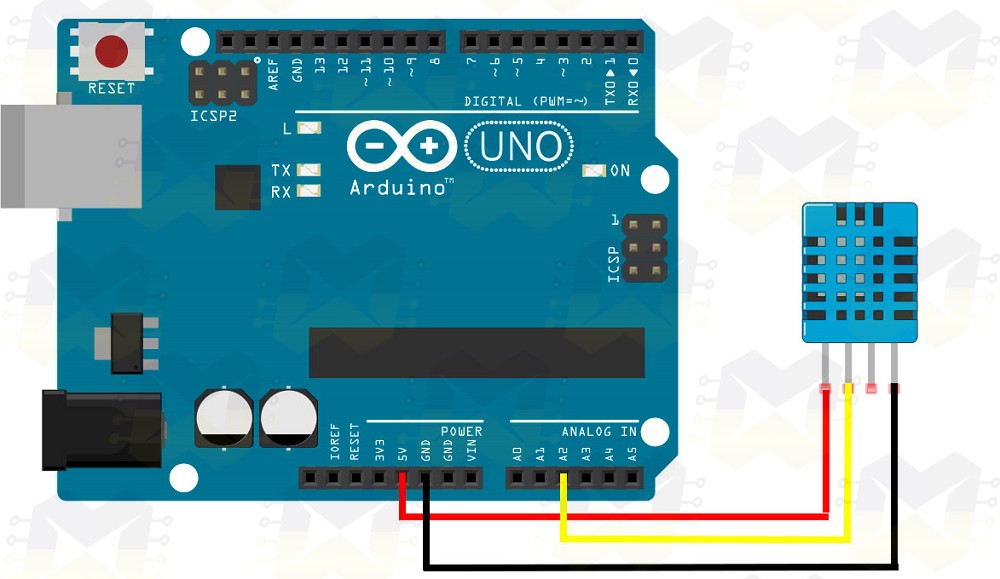 RESET
ICSP2
AREF
GND
13
12
~11
~10
~9
8
7
~6
~5
4
~3
2
TX0▶1
RX0◀0
DIGITAL (PWM=~)
L
TX
RX
Arduino™
UNO
ON
1
ICSP
IOREF
RESET
3V3
5V
GND
GND
VIN
POWER
A0
A1
A2
A3
A4
A5
ANALOG IN